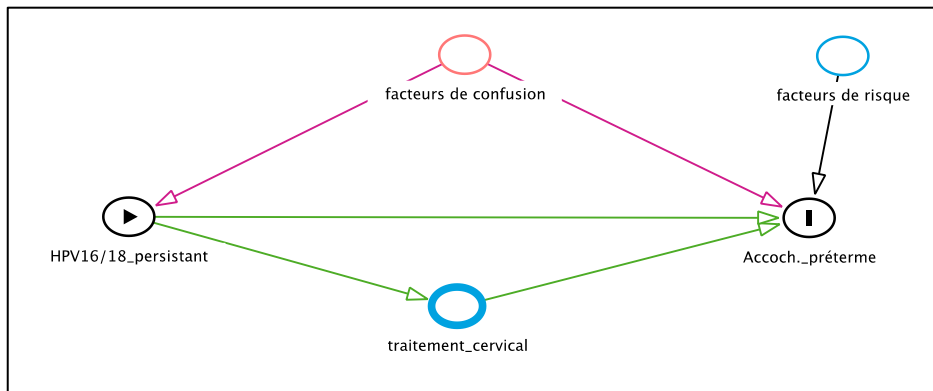 facteurs de confusion
facteurs de risque
HPV16/18_persistant
Accoch._préterme
traitement_cervical